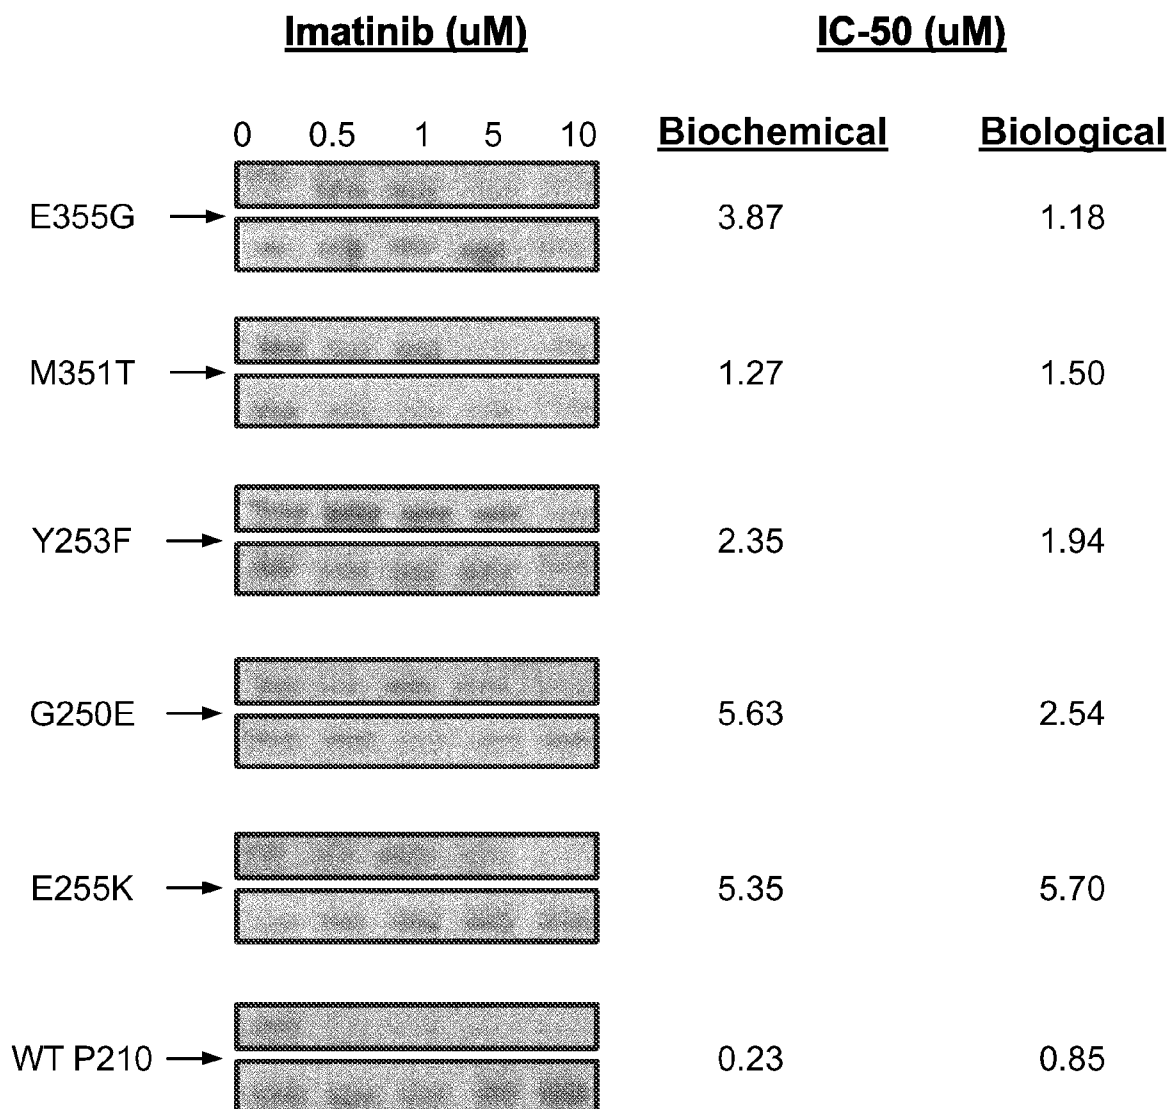 Imatinib (uM) IC-50 (uM)
0 0.5 1 5 10 Biochemical Biological
E355G 3.87 1.18
M351T 1.27 1.50
Y253F 2.35 1.94
G250E 5.63 2.54
E255K 5.35 5.70
WT P210 0.23 0.85